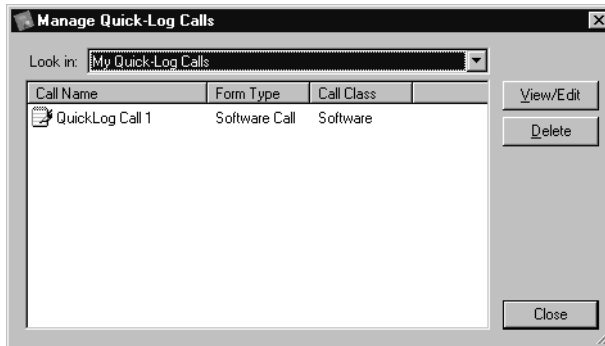 Manage Quick-Log Calls
Look in: My Quick-Log Calls
Call Name Form Type Call Class
QuickLog Call 1 Software Call Software
View/Edit
Delete
Close